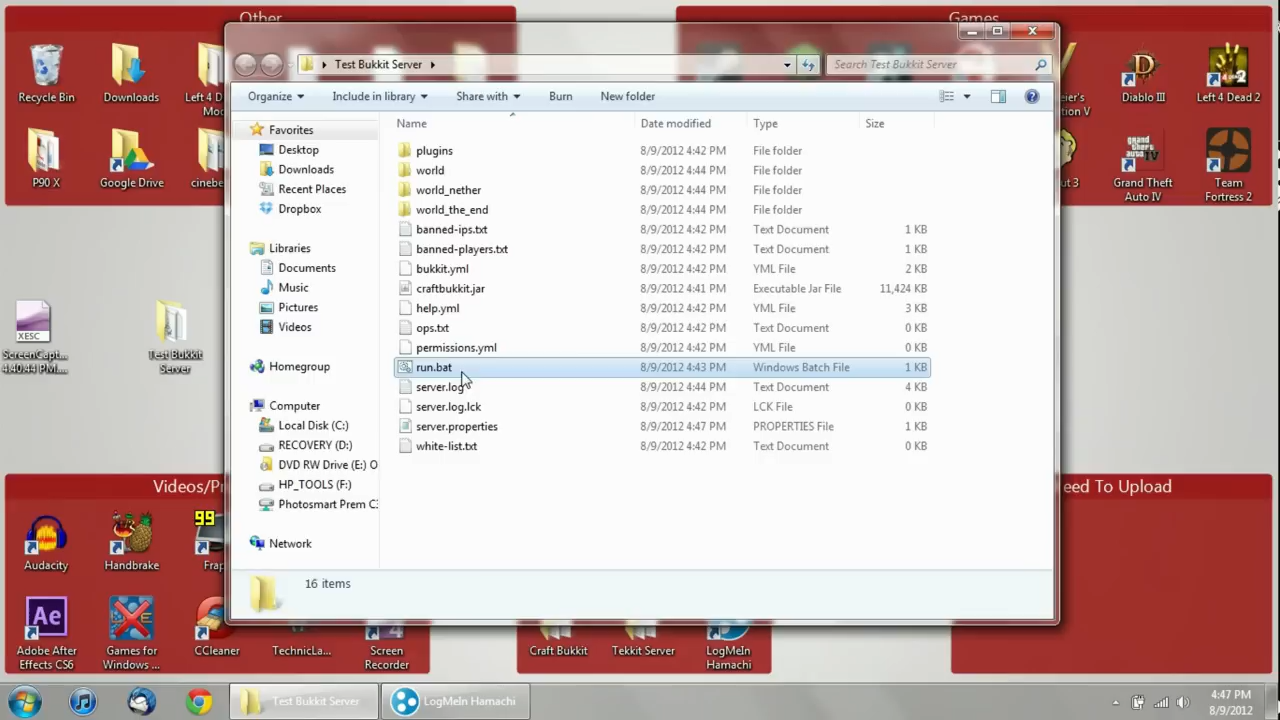 Other
Games
Recycle Bin
Downloads
Left 4 D
Mod
P90 X
Google Drive
cinebe
eier's
on V
Diablo III
Left 4 Dead 2
t 3
Grand Theft
Auto IV
Team
Fortress 2
XESC
ScreenCapt...
4.40.44 PM....
Test Bukkit
Server
Test Bukkit Server
Search Test Bukkit Server
Organize
Include in library
Share with
Burn
New folder
Name
Date modified
Type
Size
Favorites
Desktop
Downloads
Recent Places
Dropbox
Libraries
Documents
Music
Pictures
Videos
Homegroup
Computer
Local Disk (C:)
RECOVERY (D:)
DVD RW Drive (E:) O
HP_TOOLS (F:)
Photosmart Prem C:
Network
plugins 8/9/2012 4:42 PM File folder
world 8/9/2012 4:44 PM File folder
world_nether 8/9/2012 4:44 PM File folder
world_the_end 8/9/2012 4:44 PM File folder
banned-ips.txt 8/9/2012 4:42 PM Text Document 1 KB
banned-players.txt 8/9/2012 4:42 PM Text Document 1 KB
bukkit.yml 8/9/2012 4:42 PM YML File 2 KB
craftbukkit.jar 8/9/2012 4:41 PM Executable Jar File 11,424 KB
help.yml 8/9/2012 4:42 PM YML File 3 KB
ops.txt 8/9/2012 4:42 PM Text Document 0 KB
permissions.yml 8/9/2012 4:42 PM YML File 0 KB
run.bat 8/9/2012 4:43 PM Windows Batch File 1 KB
server.log 8/9/2012 4:44 PM Text Document 4 KB
server.log.lck 8/9/2012 4:42 PM LCK File 0 KB
server.properties 8/9/2012 4:47 PM PROPERTIES File 1 KB
white-list.txt 8/9/2012 4:42 PM Text Document 0 KB
16 items
Videos/Pr
eed To Upload
99
Audacity
Handbrake
Frap
Ae
Adobe After
Effects CS6
Games for
Windows ...
CCleaner
TechnicLa...
Screen
Recorder
Craft Bukkit
Tekkit Server
LogMeIn
Hamachi
Test Bukkit Server
LogMeIn Hamachi
4:47 PM
8/9/2012